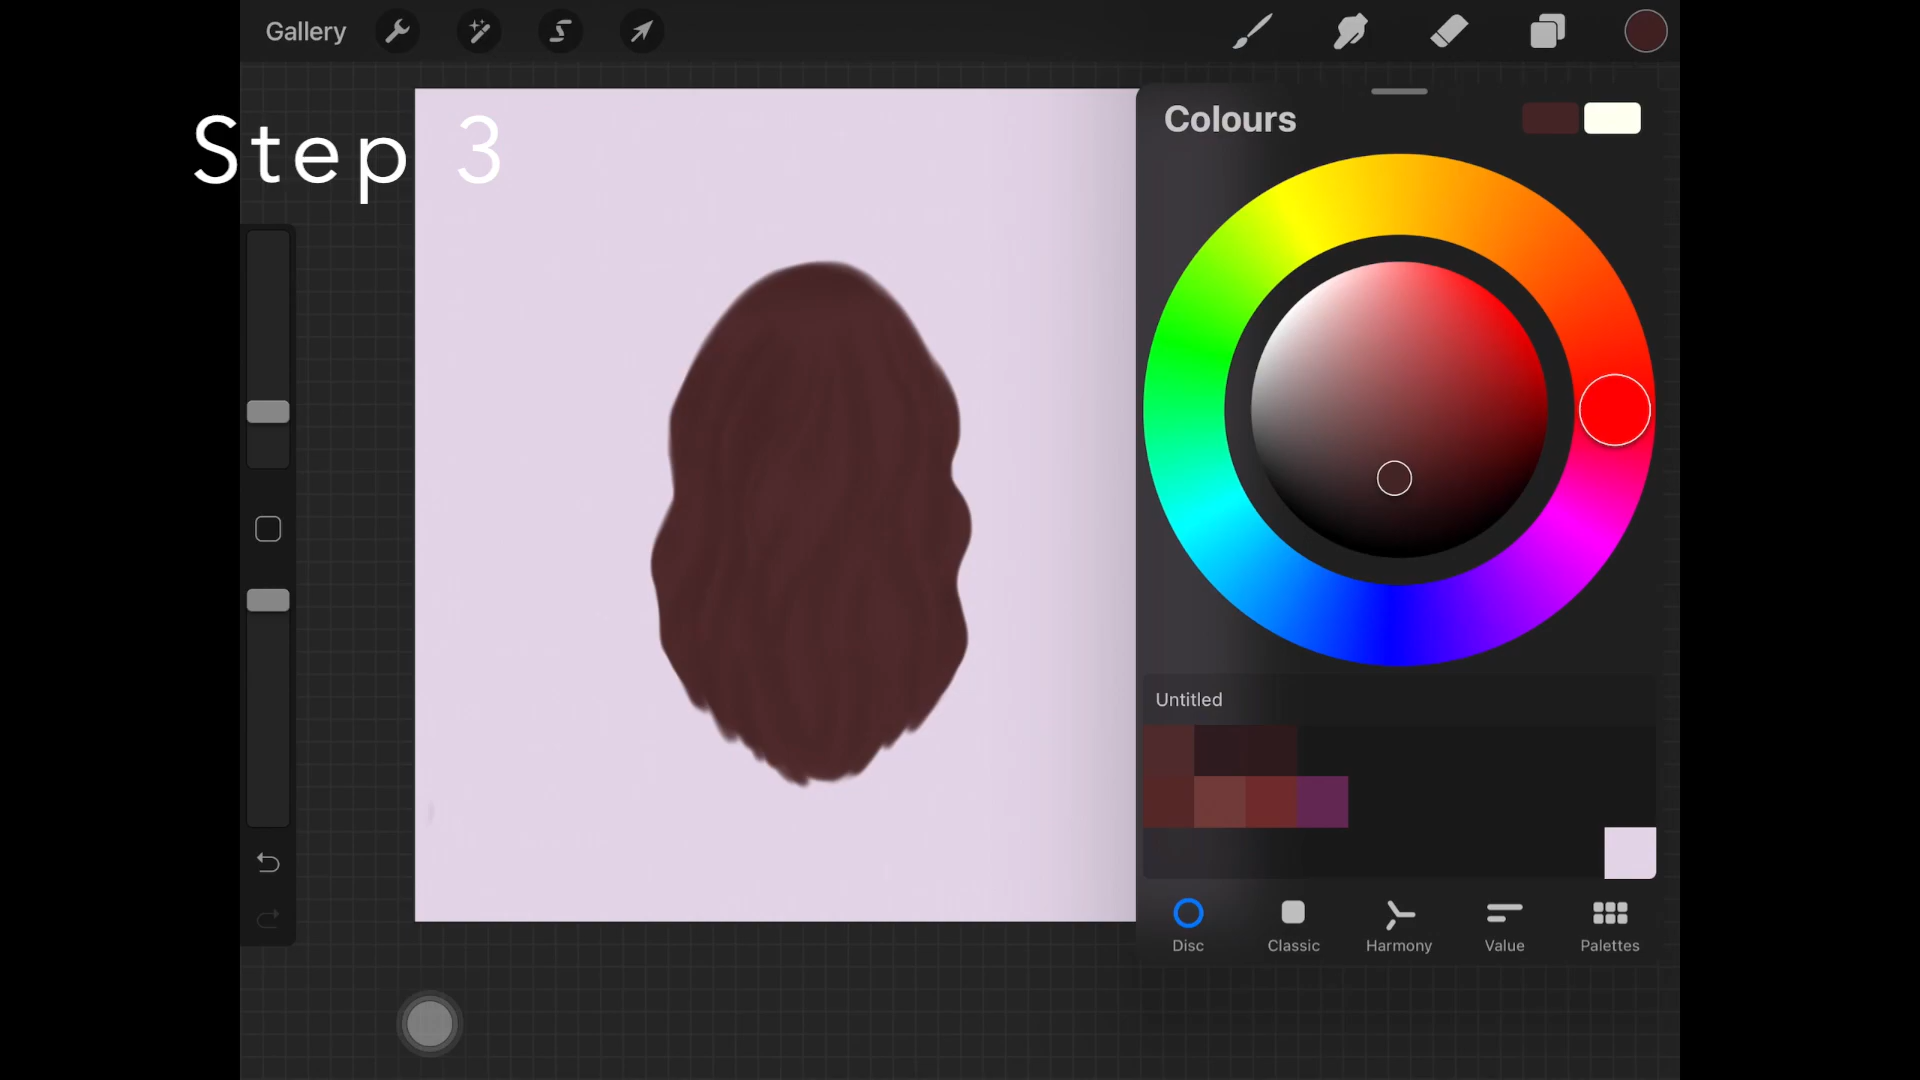 Gallery
Step 3
Colours
Untitled
Disc
Classic
Harmony
Value
Palettes